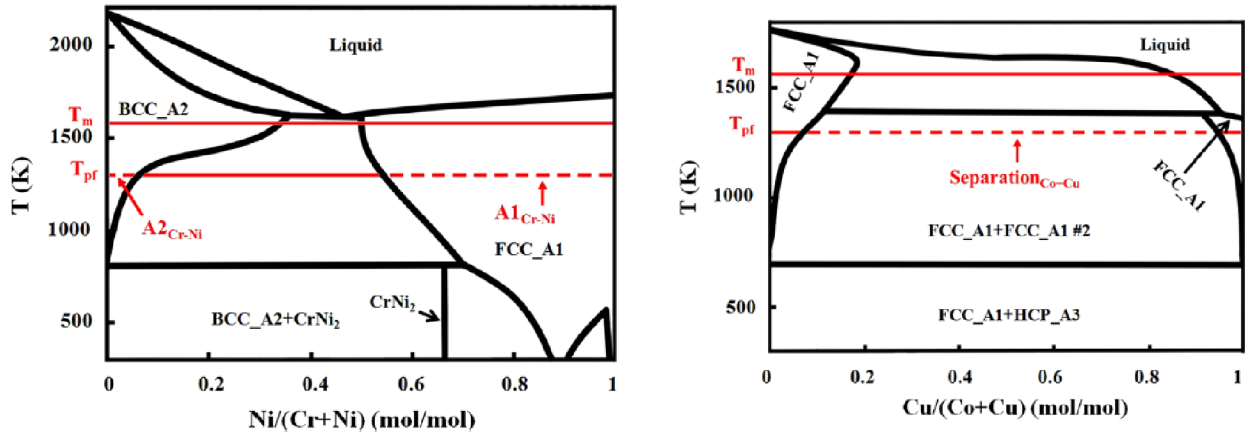 2000
1500
1000
500
T (K)
Liquid
BCC_A2
Tm
Tpf
A2Cr-Ni
A1Cr-Ni
FCC_A1
CrNi2
BCC_A2+CrNi2
0
0.2
0.4
0.6
0.8
1
Ni/(Cr+Ni) (mol/mol)
1500
1000
500
T (K)
Liquid
FCC_A1
Tm
Tpf
SeparationCo−Cu
FCC_A1
FCC_A1+FCC_A1 #2
FCC_A1+HCP_A3
0
0.2
0.4
0.6
0.8
1
Cu/(Co+Cu) (mol/mol)